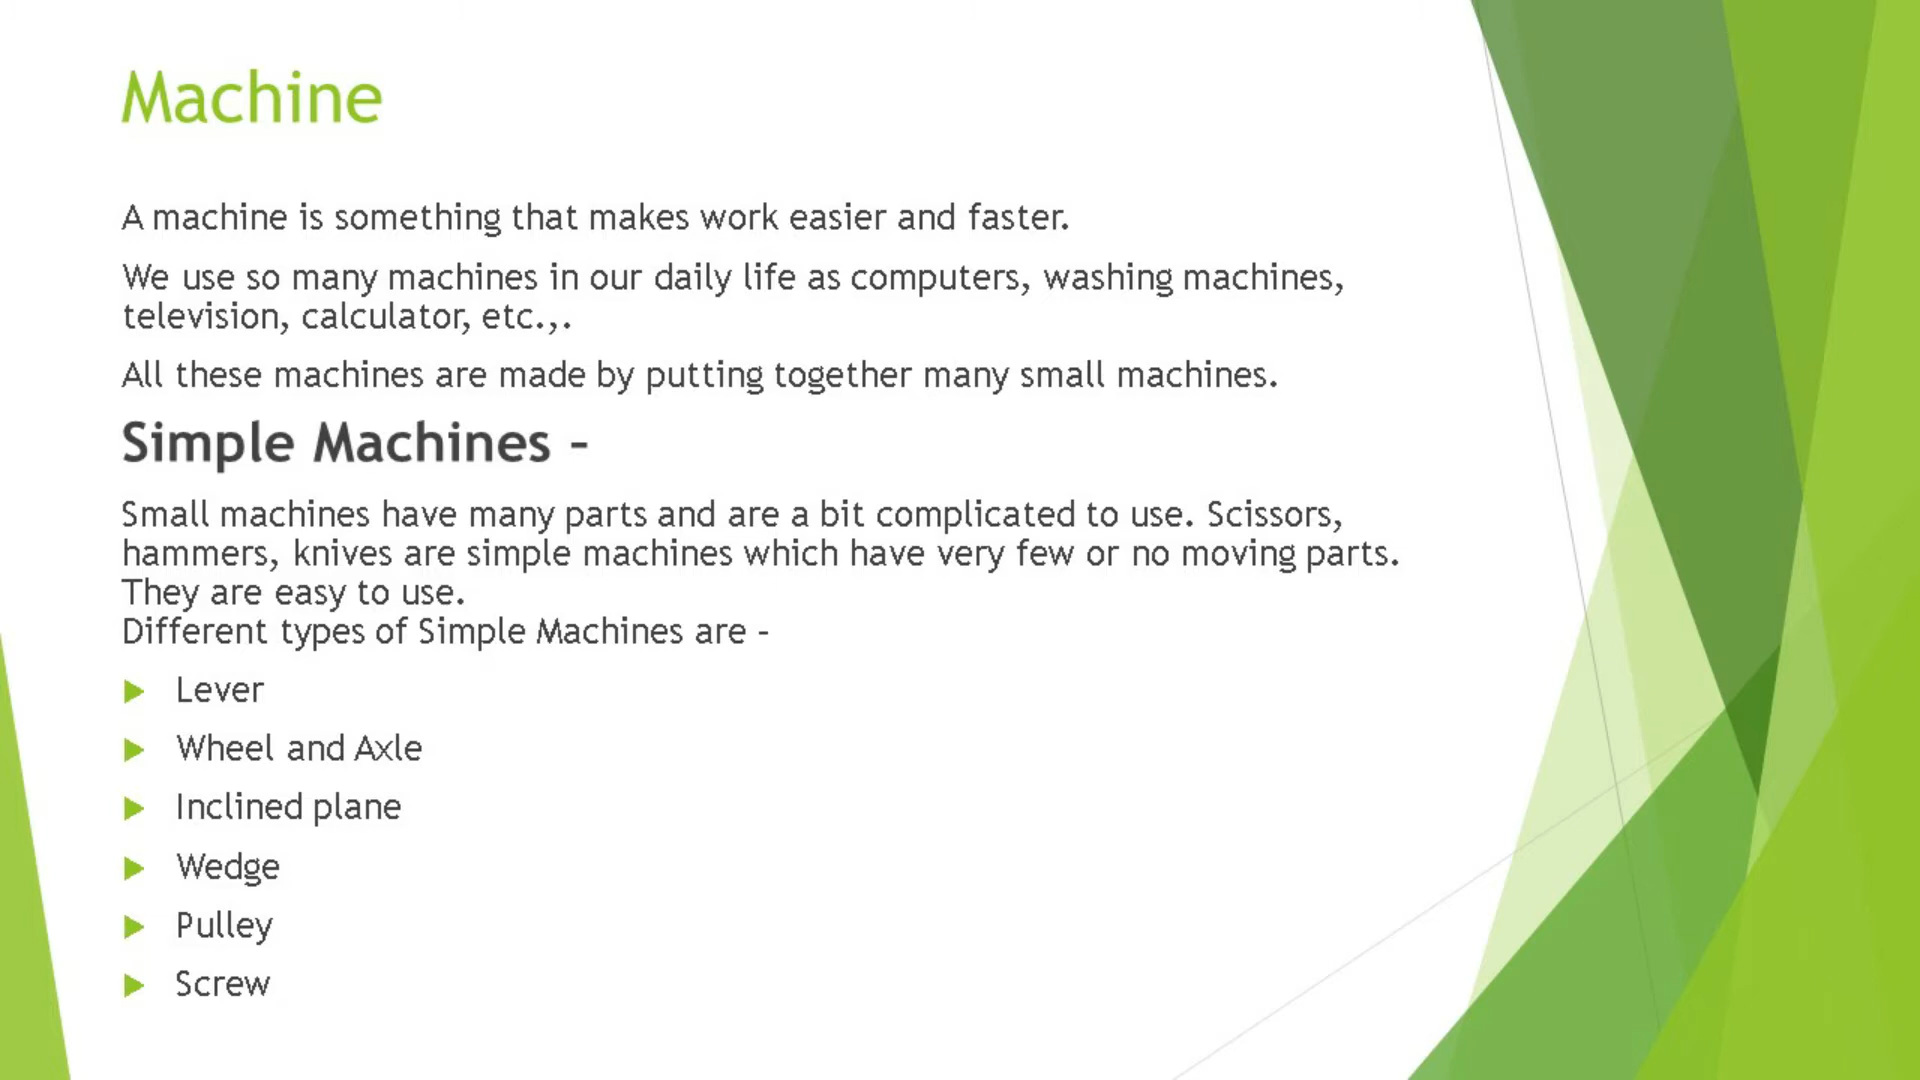 Machine
A machine is something that makes work easier and faster.
We use so many machines in our daily life as computers, washing machines,
television, calculator, etc.,.
All these machines are made by putting together many small machines.
Simple Machines –
Small machines have many parts and are a bit complicated to use. Scissors,
hammers, knives are simple machines which have very few or no moving parts.
They are easy to use.
Different types of Simple Machines are –
Lever
Wheel and Axle
Inclined plane
Wedge
Pulley
Screw